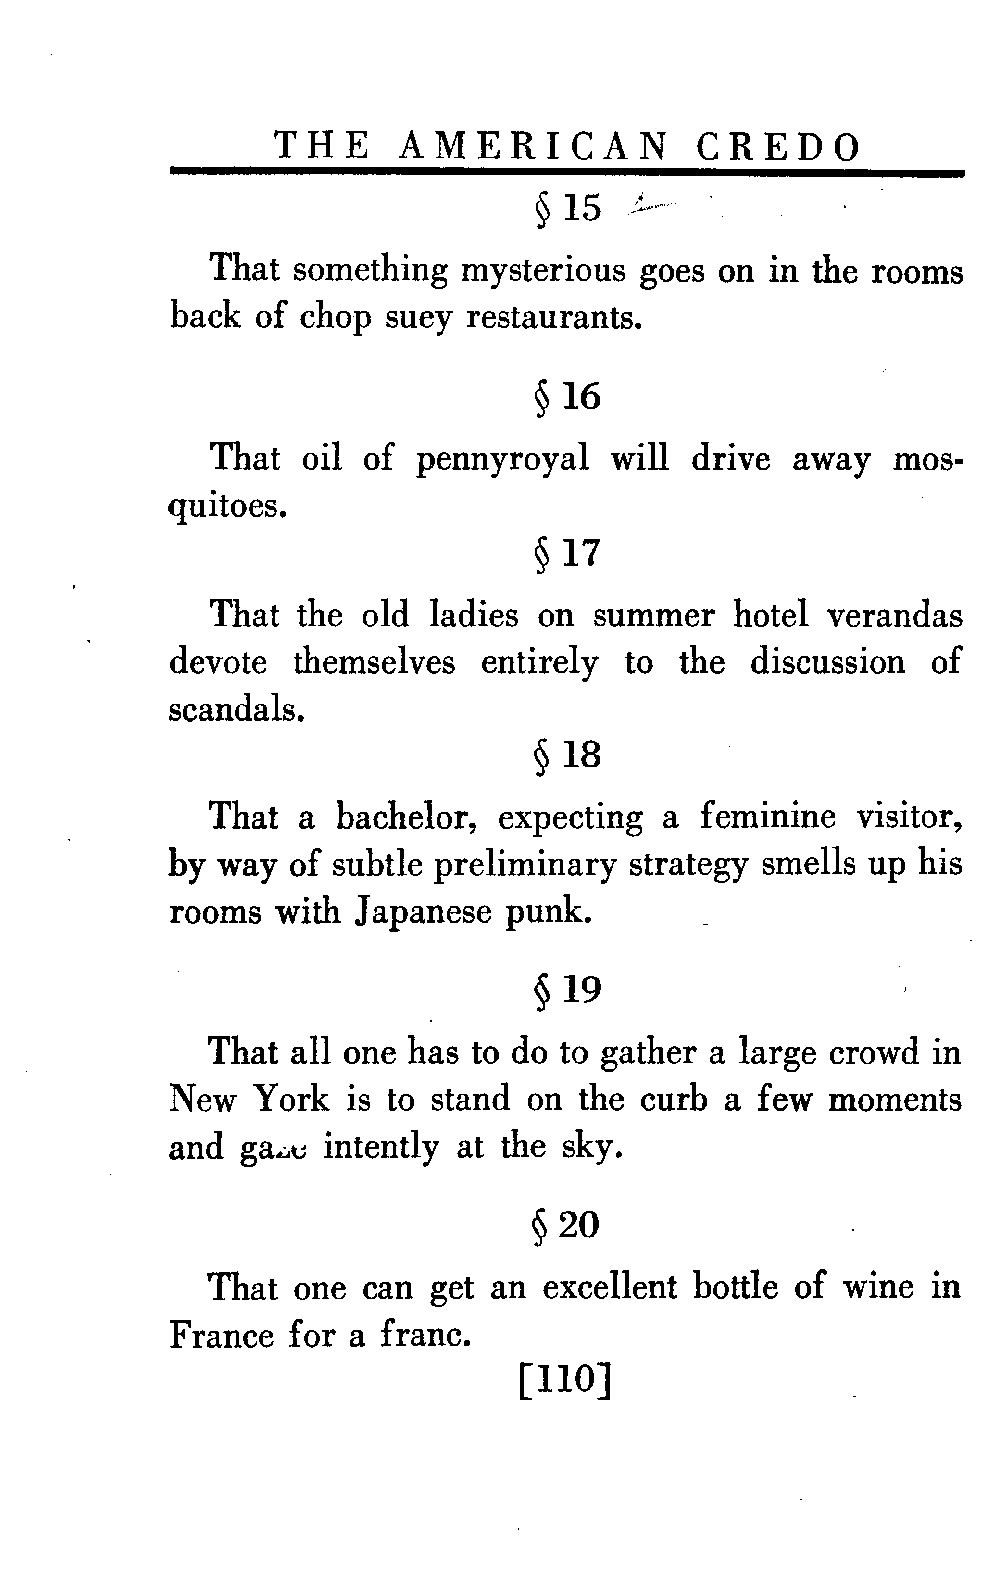 THE AMERICAN CREDO
§ 15
That something mysterious goes on in the rooms
back of chop suey restaurants.
§ 16
That oil of pennyroyal will drive away mos-
quitoes.
§ 17
That the old ladies on summer hotel verandas
devote themselves entirely to the discussion of
scandals.
§ 18
That a bachelor, expecting a feminine visitor,
by way of subtle preliminary strategy smells up his
rooms with Japanese punk.
§ 19
That all one has to do to gather a large crowd in
New York is to stand on the curb a few moments
and gaze intently at the sky.
§ 20
That one can get an excellent bottle of wine in
France for a franc.
[110]